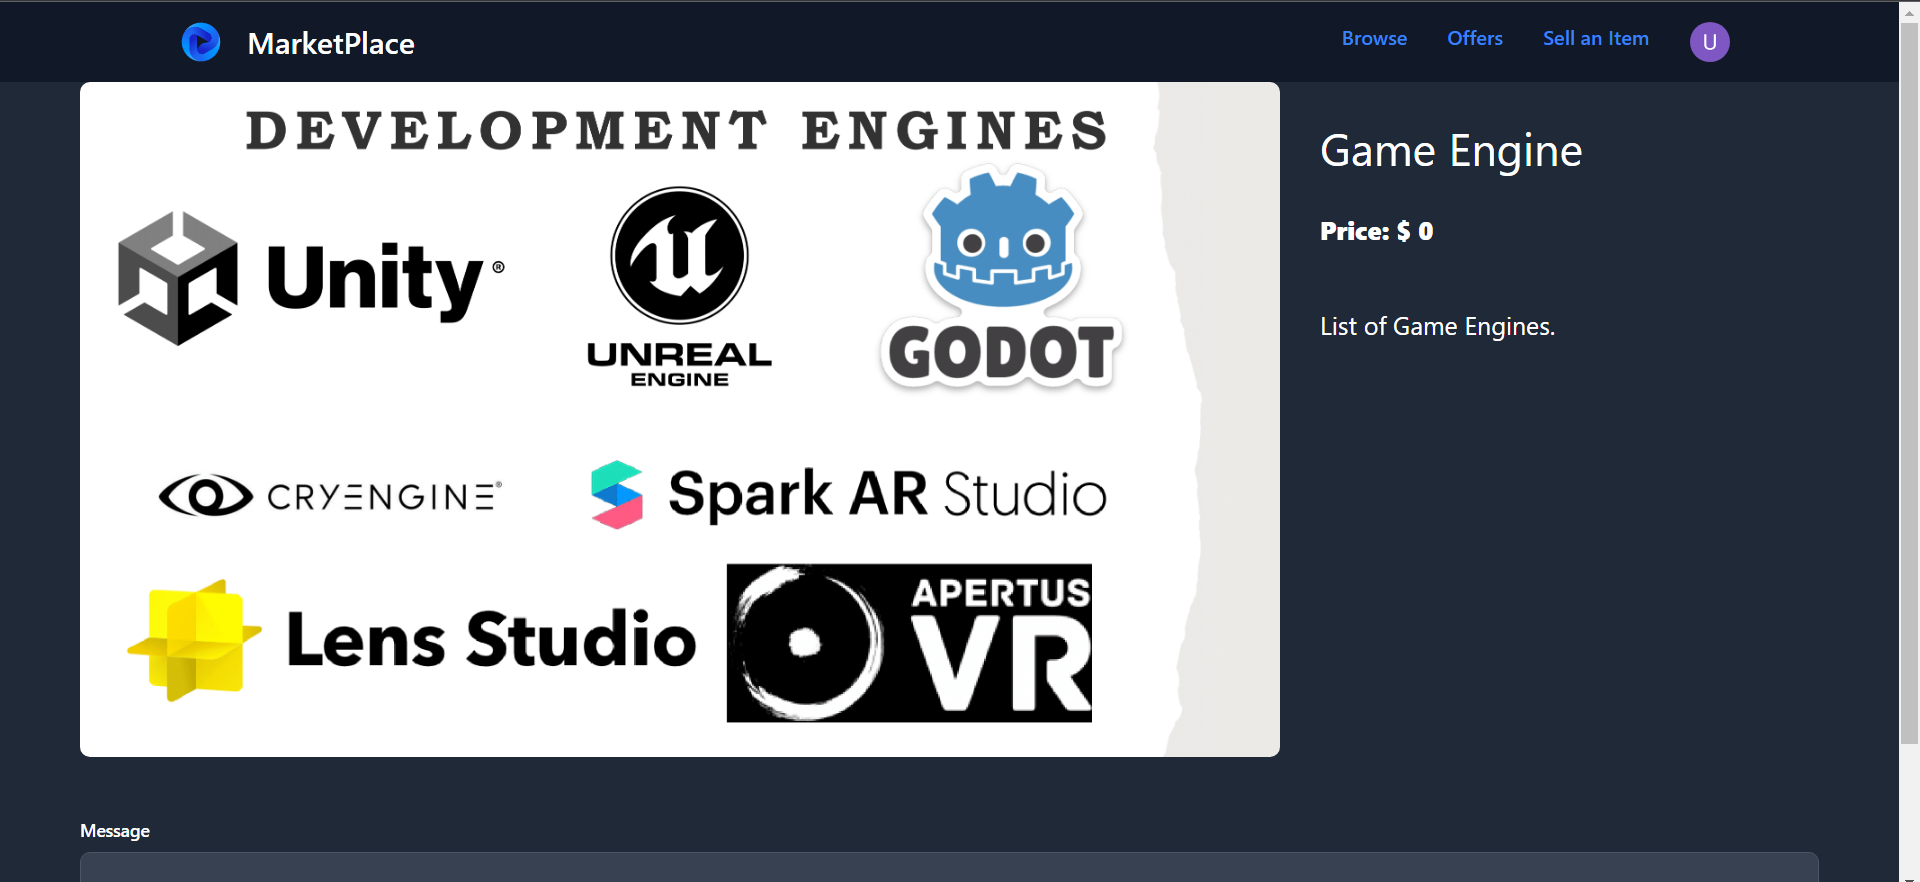 MarketPlace
Browse
Offers
Sell an Item
U
DEVELOPMENT ENGINES
Unity®
UNREAL
ENGINE
GODOT
CRYENGINE®
Spark AR Studio
Lens Studio
APERTUS
VR
Game Engine
Price: $ 0
List of Game Engines.
Message